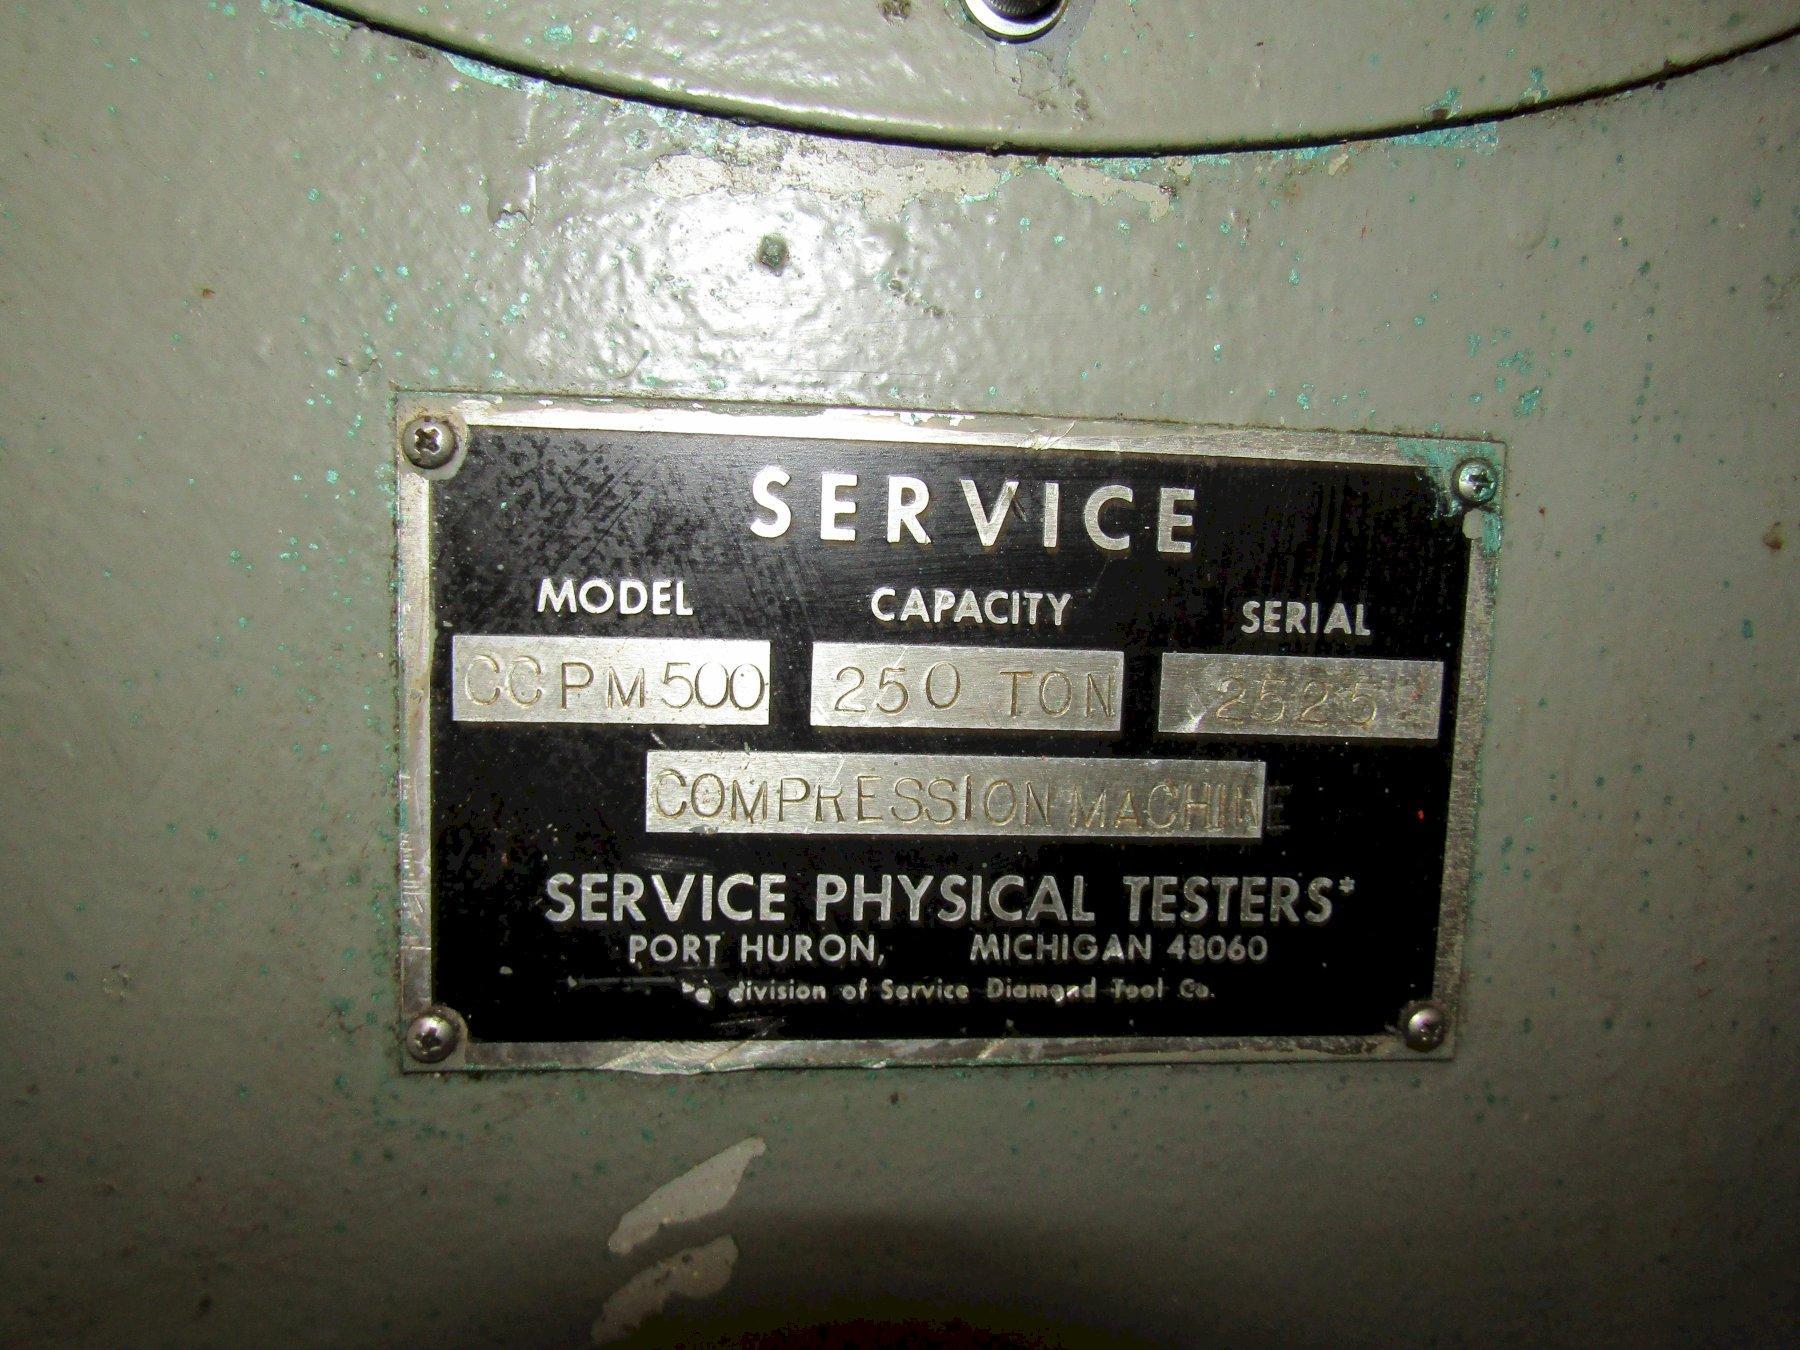 SERVICE
MODEL CAPACITY SERIAL
CCPM500 250 TON 2525
COMPRESSION MACHINE
SERVICE PHYSICAL TESTERS*
PORT HURON, MICHIGAN 48060
division of Service Diamond Tool Co.